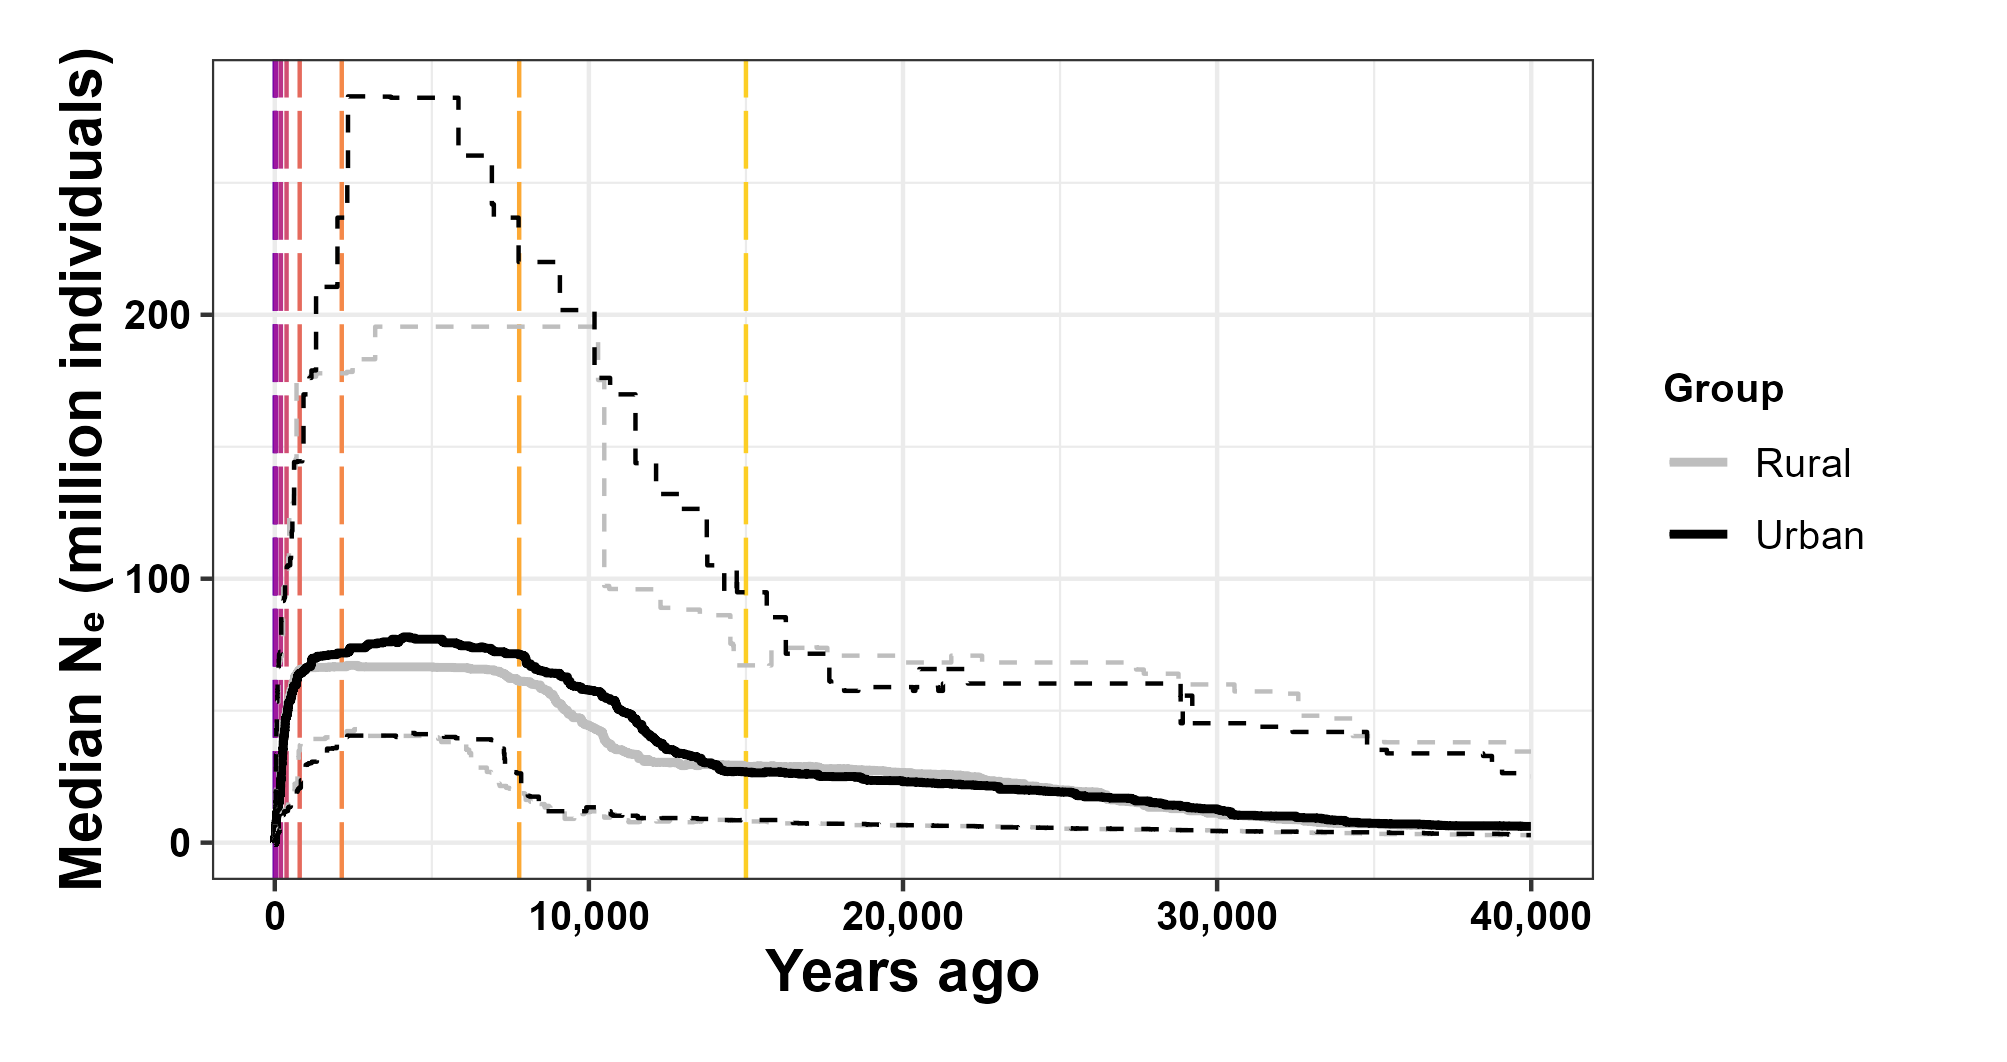 Median Ne (million individuals)
200
100
0
0
10,000
20,000
30,000
40,000
Years ago
Group
Rural
Urban